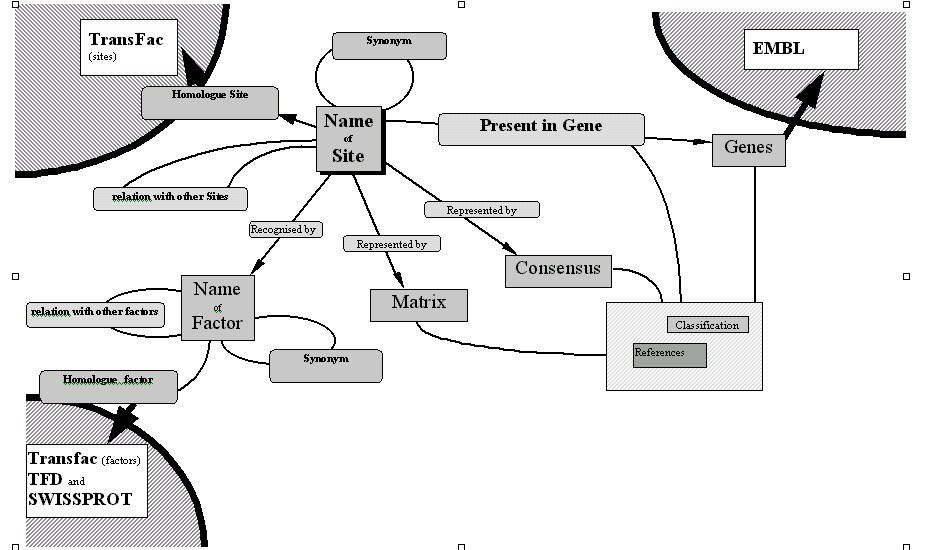 TransFac
(sites)
Synonym
EMBL
Homologue Site
Name
of
Site
Present in Gene
Genes
relation with other Sites
Represented by
Recognised by
Represented by
Consensus
Name
of
Factor
Matrix
relation with other factors
Classification
References
Synonym
Homologue factor
Transfac (factors)
TFD and
SWISSPROT